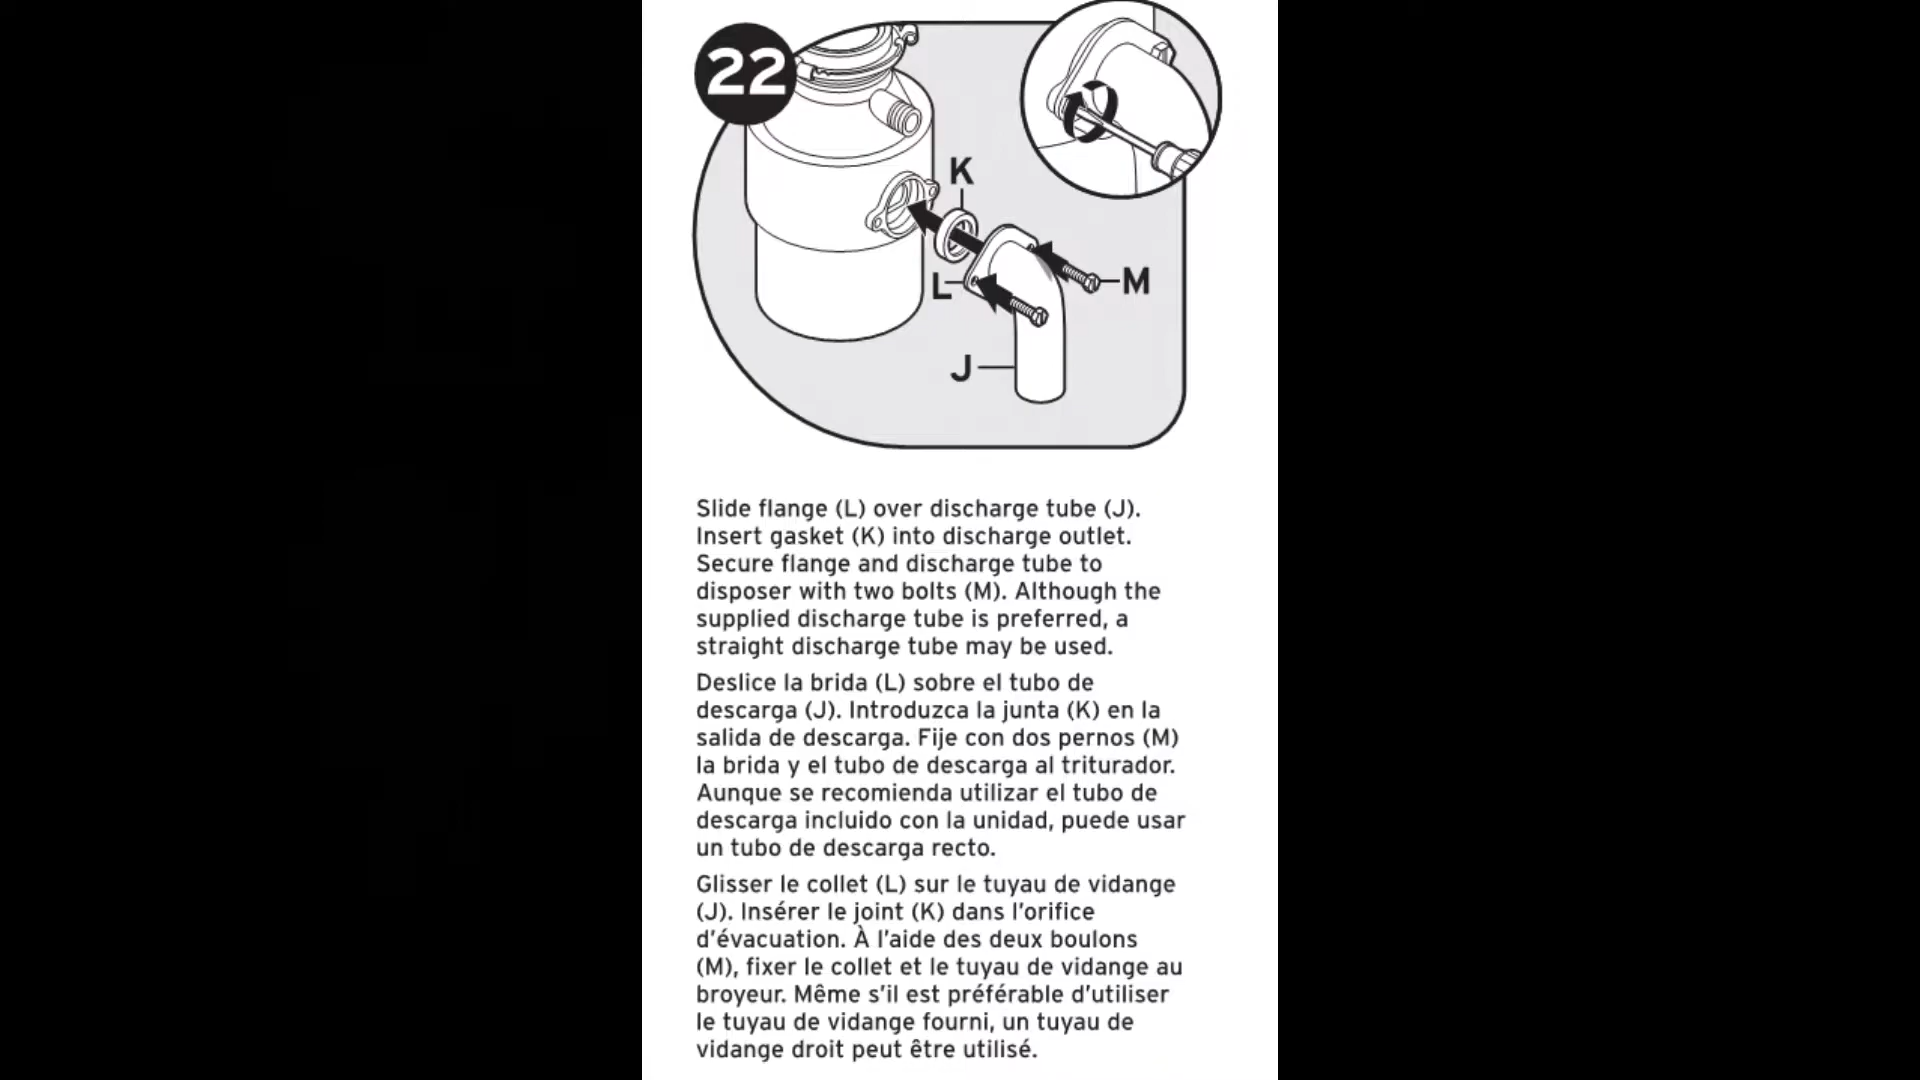 22
K
L
M
J
Slide flange (L) over discharge tube (J).
Insert gasket (K) into discharge outlet.
Secure flange and discharge tube to
disposer with two bolts (M). Although the
supplied discharge tube is preferred, a
straight discharge tube may be used.
Deslice la brida (L) sobre el tubo de
descarga (J). Introduzca la junta (K) en la
salida de descarga. Fije con dos pernos (M)
la brida y el tubo de descarga al triturador.
Aunque se recomienda utilizar el tubo de
descarga incluido con la unidad, puede usar
un tubo de descarga recto.
Glisser le collet (L) sur le tuyau de vidange
(J). Insérer le joint (K) dans l'orifice
d'évacuation. À l'aide des deux boulons
(M), fixer le collet et le tuyau de vidange au
broyeur. Même s'il est préférable d'utiliser
le tuyau de vidange fourni, un tuyau de
vidange droit peut être utilisé.